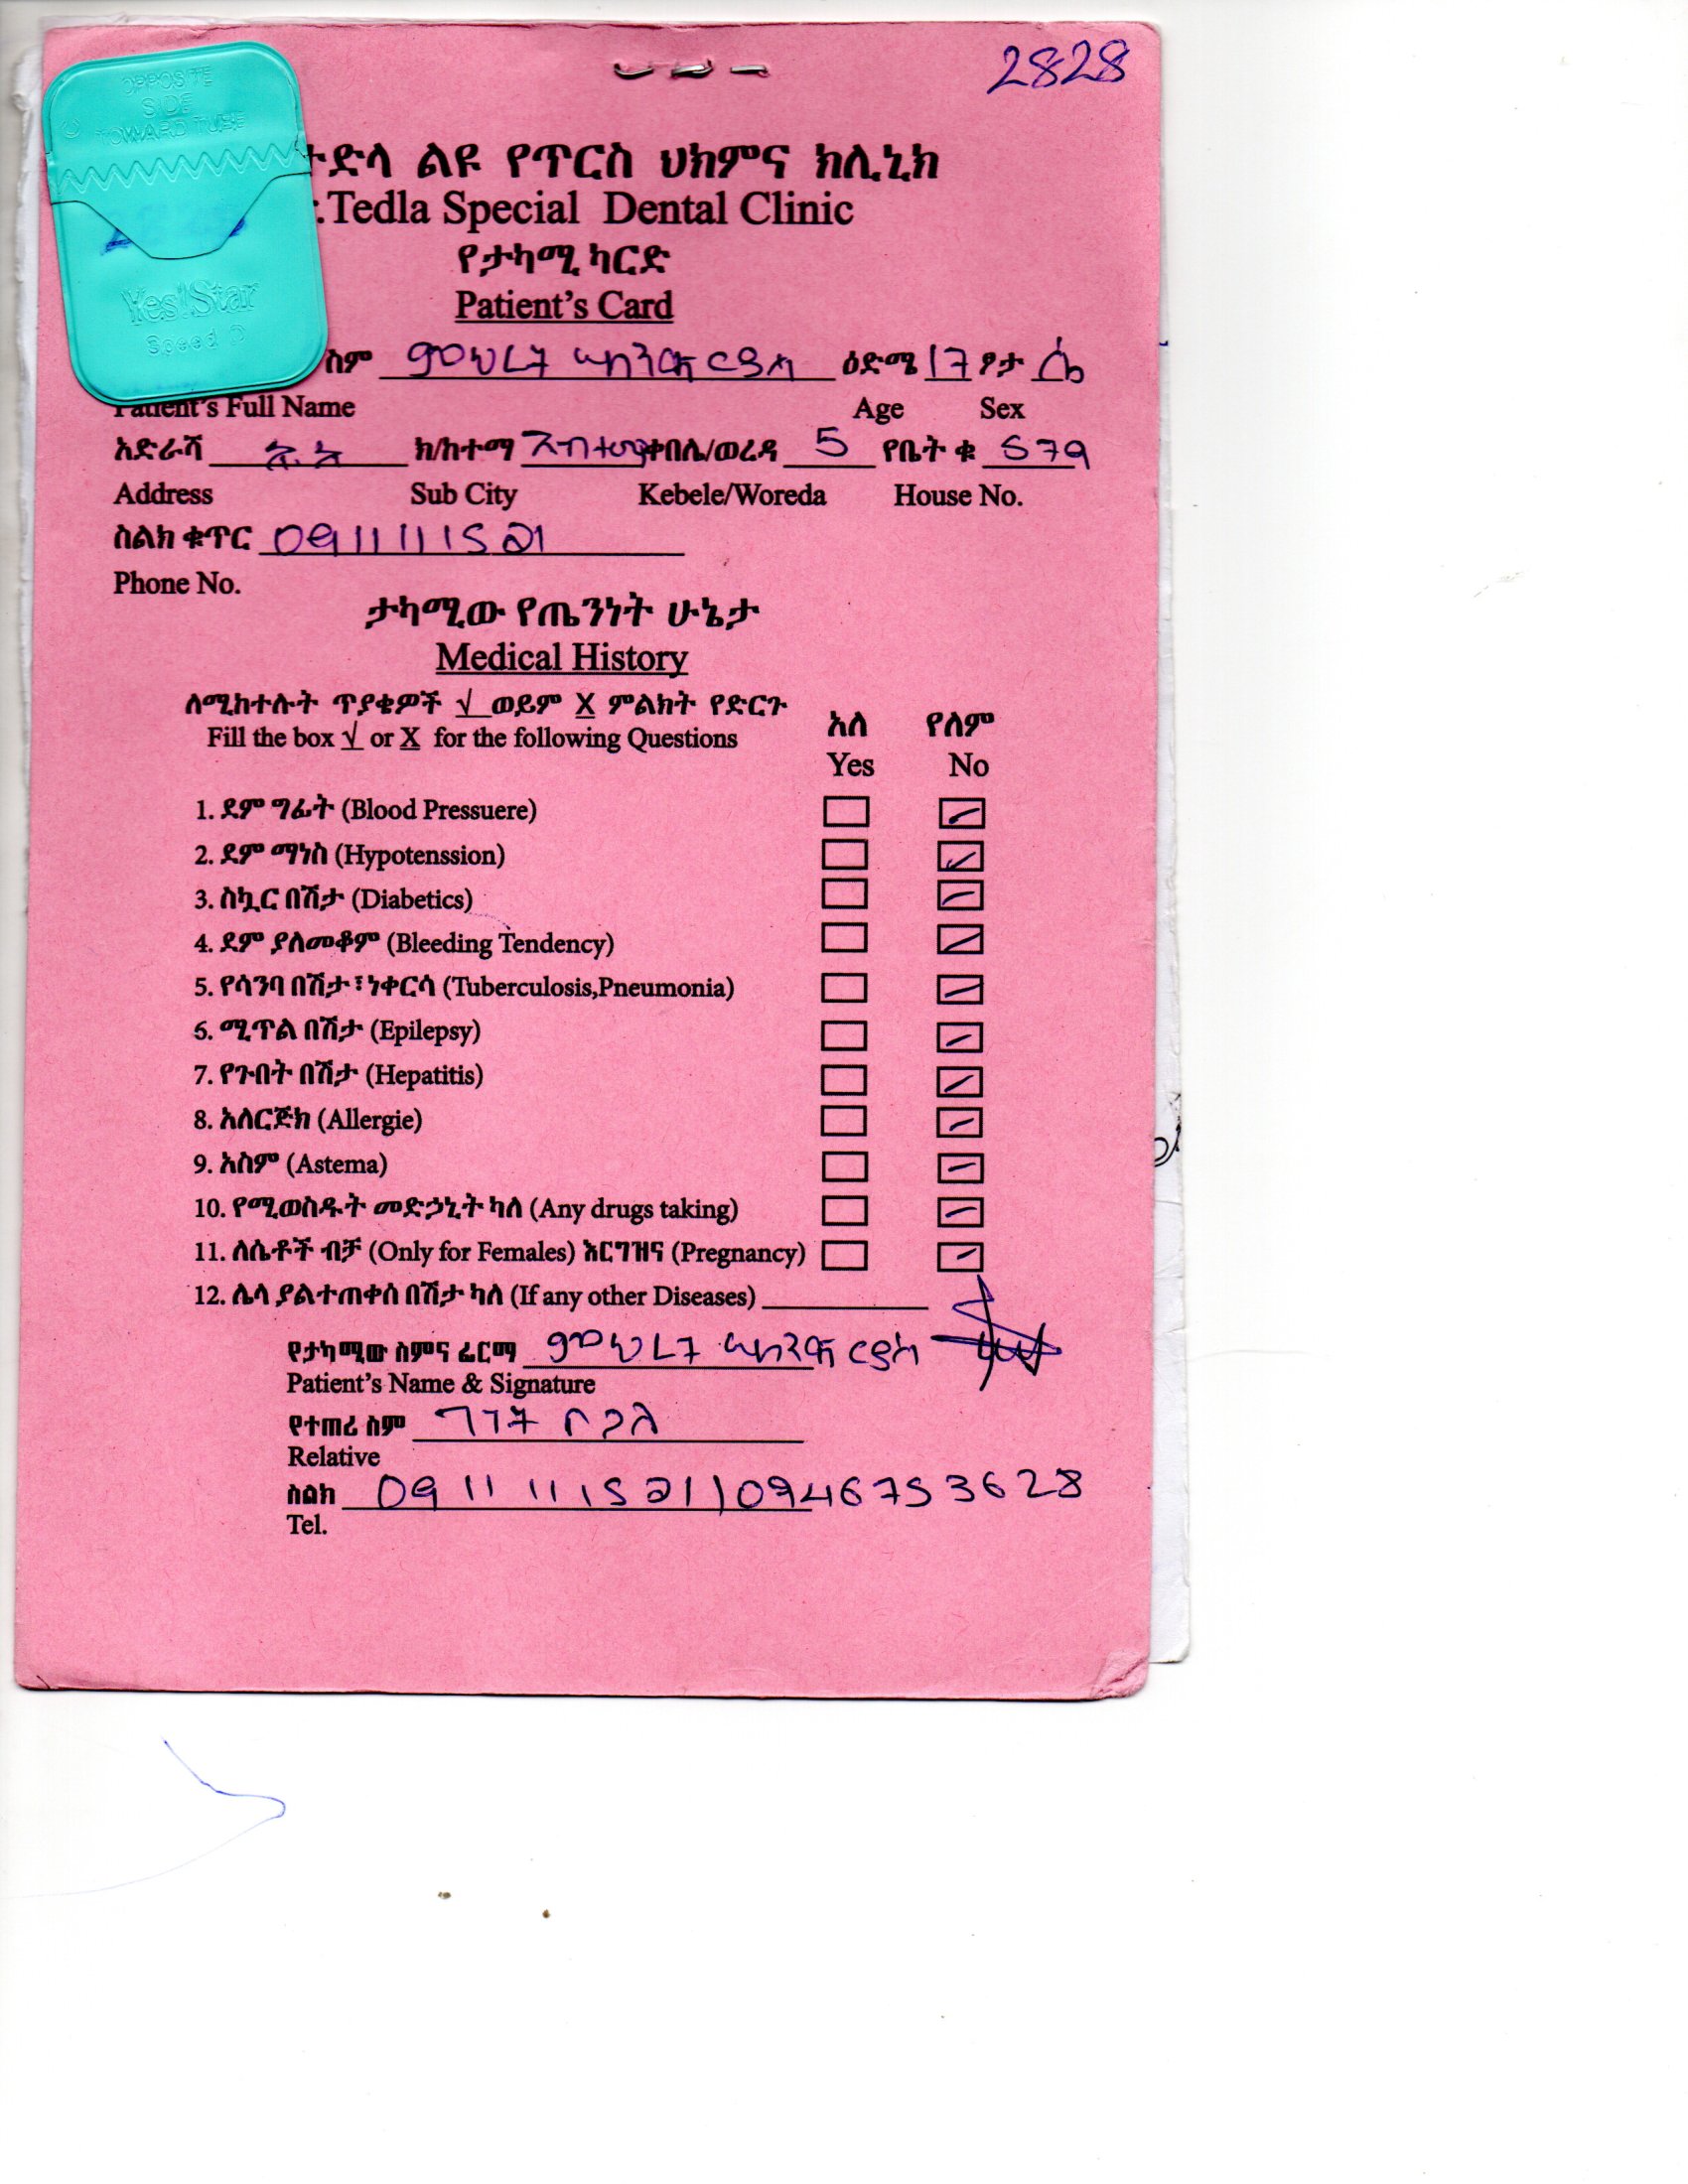 2828
OPPOSITE
SIDE
TOWARD TUBE
Yes!Star
Speed D
ተድላ ልዩ የጥርስ ህክምና ክሊኒክ
.Tedla Special Dental Clinic
የታካሚ ካርድ
Patient's Card
ስም ምህረት ዕድሜ 17 ፆታ ሴ
Patient's Full Name Age Sex
አድራሻ አ.አ ክ/ከተማ ቀበሌ/ወረዳ 5 የቤት ቁ 579
Address Sub City Kebele/Woreda House No.
ስልክ ቁጥር 0911111521
Phone No.
ታካሚው የጤንነት ሁኔታ
Medical History
ለሚከተሉት ጥያቄዎች √ ወይም X ምልክት የድርጉ አለ የለም
Fill the box √ or X for the following Questions Yes No
1. ደም ግፊት (Blood Pressuere)
2. ደም ማነስ (Hypotenssion)
3. ስኳር በሽታ (Diabetics)
4. ደም ያለመቆም (Bleeding Tendency)
5. የሳንባ በሽታ፣ነቀርሳ (Tuberculosis,Pneumonia)
6. ሚጥል በሽታ (Epilepsy)
7. የጉበት በሽታ (Hepatitis)
8. አለርጅክ (Allergie)
9. አስም (Astema)
10. የሚወስዱት መድኃኒት ካለ (Any drugs taking)
11. ለሴቶች ብቻ (Only for Females) እርግዝና (Pregnancy)
12. ሌላ ያልተጠቀሰ በሽታ ካለ (If any other Diseases)
የታካሚው ስምና ፊርማ ምህረት
Patient's Name & Signature
የተጠሪ ስም
Relative
ስልክ 0911111521/0946753628
Tel.